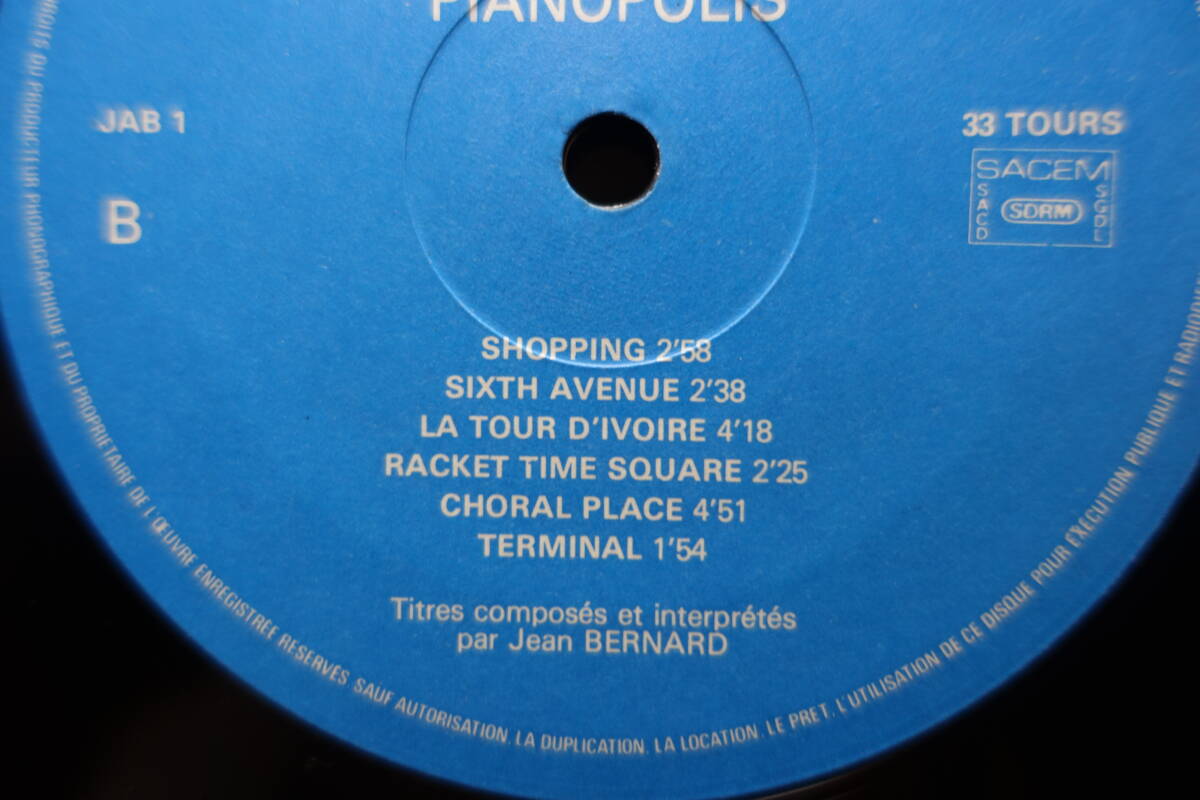 PIANOPOLIS
JAB 1
B
33 TOURS
SACEM
SACD
SDRM
SGDL
SHOPPING 2'58
SIXTH AVENUE 2'38
LA TOUR D'IVOIRE 4'18
RACKET TIME SQUARE 2'25
CHORAL PLACE 4'51
TERMINAL 1'54
Titres composés et interprétés
par Jean BERNARD
DU PRODUCTEUR PHONOGRAPHIQUE ET DU PROPRIETAIRE DE L'ŒUVRE ENREGISTREE RESERVES SAUF AUTORISATION. LA DUPLICATION. LA LOCATION. LE PRET. L'UTILISATION DE CE DISQUE POUR EXECUTION PUBLIQUE ET